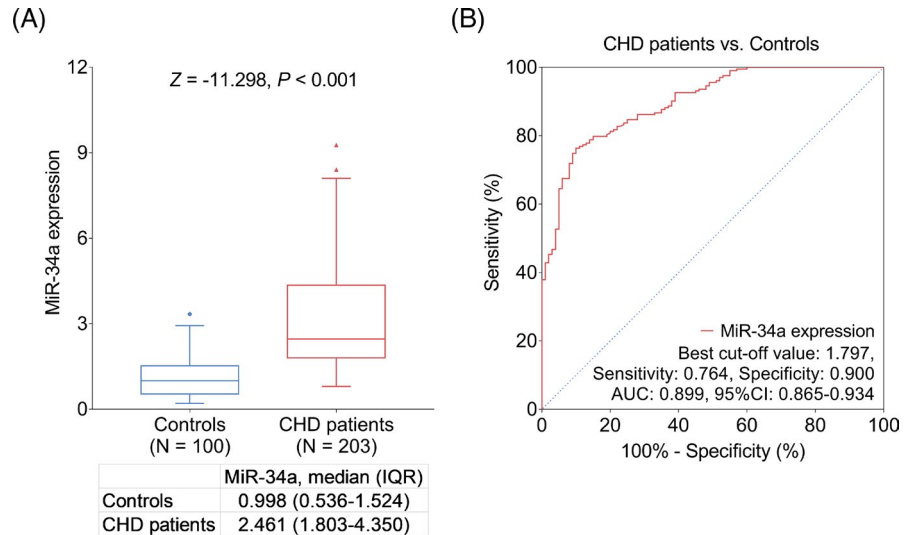 (A)
Z = -11.298, P < 0.001
MiR-34a expression
12
9
6
3
0
Controls
(N = 100)
CHD patients
(N = 203)
MiR-34a, median (IQR)
Controls 0.998 (0.536-1.524)
CHD patients 2.461 (1.803-4.350)
(B)
CHD patients vs. Controls
Sensitivity (%)
100
80
60
40
20
0
MiR-34a expression
Best cut-off value: 1.797,
Sensitivity: 0.764, Specificity: 0.900
AUC: 0.899, 95%CI: 0.865-0.934
0 20 40 60 80 100
100% - Specificity (%)